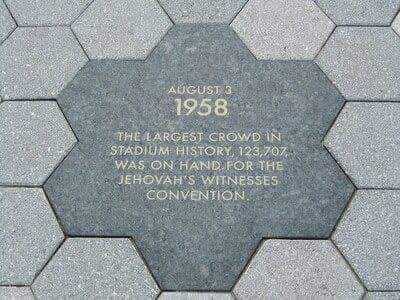 AUGUST 3
1958
THE LARGEST CROWD IN
STADIUM HISTORY, 123,707,
WAS ON HAND FOR THE
JEHOVAH'S WITNESSES
CONVENTION.